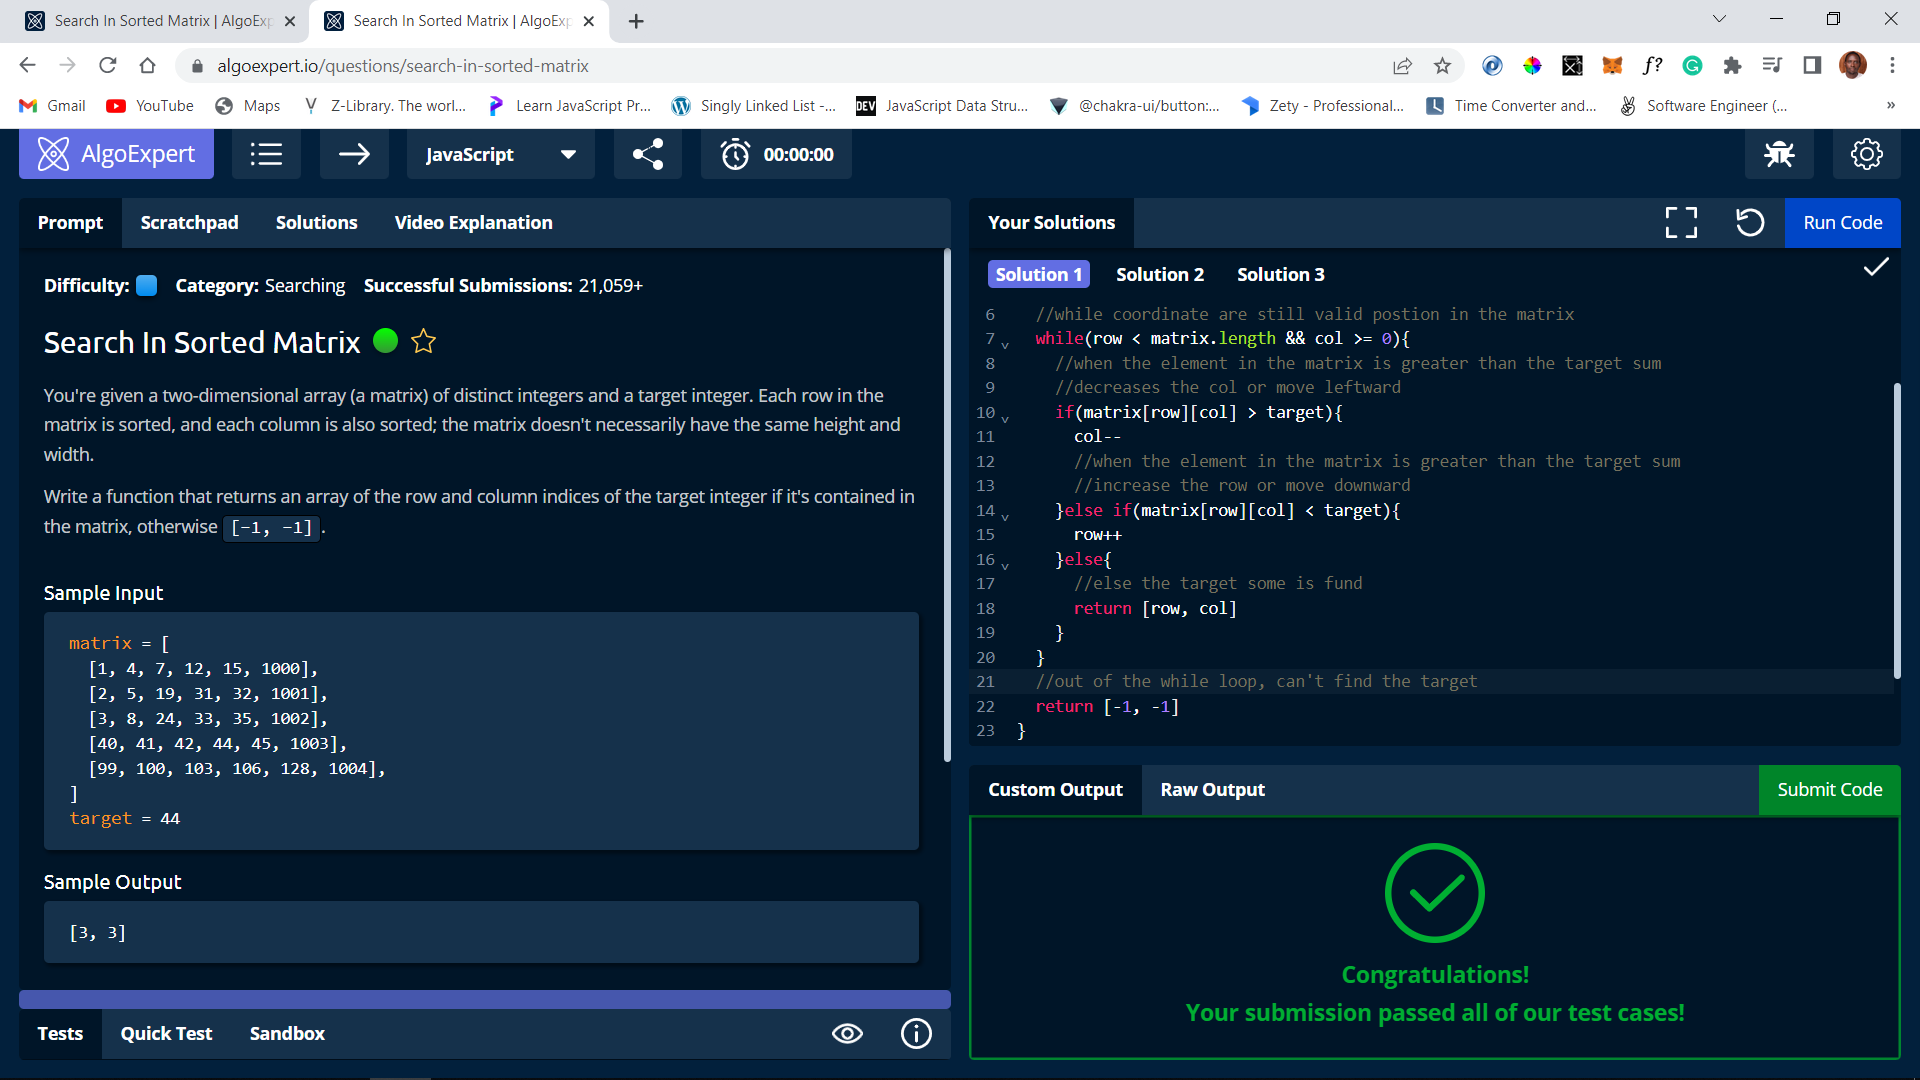 Search In Sorted Matrix | AlgoExp
Search In Sorted Matrix | AlgoExp
algoexpert.io/questions/search-in-sorted-matrix
f?
Gmail
YouTube
Maps
Z-Library. The worl...
Learn JavaScript Pr...
Singly Linked List -...
DEV JavaScript Data Stru...
@chakra-ui/button:...
Zety - Professional...
Time Converter and...
Software Engineer (...
»
AlgoExpert
JavaScript
00:00:00
Prompt Scratchpad Solutions Video Explanation
Difficulty: Category: Searching Successful Submissions: 21,059+
Search In Sorted Matrix
You're given a two-dimensional array (a matrix) of distinct integers and a target integer. Each row in the
matrix is sorted, and each column is also sorted; the matrix doesn't necessarily have the same height and
width.
Write a function that returns an array of the row and column indices of the target integer if it's contained in
the matrix, otherwise [-1, -1] .
Sample Input
matrix = [
[1, 4, 7, 12, 15, 1000],
[2, 5, 19, 31, 32, 1001],
[3, 8, 24, 33, 35, 1002],
[40, 41, 42, 44, 45, 1003],
[99, 100, 103, 106, 128, 1004],
]
target = 44
Sample Output
[3, 3]
Tests Quick Test Sandbox
Your Solutions
Run Code
Solution 1 Solution 2 Solution 3
6 //while coordinate are still valid postion in the matrix
7 while(row < matrix.length && col >= 0){
8 //when the element in the matrix is greater than the target sum
9 //decreases the col or move leftward
10 if(matrix[row][col] > target){
11 col--
12 //when the element in the matrix is greater than the target sum
13 //increase the row or move downward
14 }else if(matrix[row][col] < target){
15 row++
16 }else{
17 //else the target some is fund
18 return [row, col]
19 }
20 }
21 //out of the while loop, can't find the target
22 return [-1, -1]
23 }
Custom Output Raw Output
Submit Code
Congratulations!
Your submission passed all of our test cases!